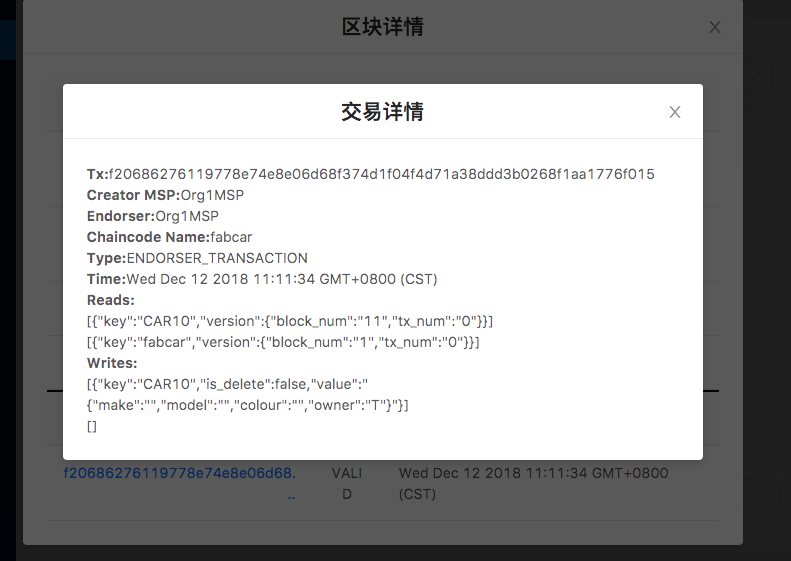 区块详情
交易详情
Tx:f20686276119778e74e8e06d68f374d1f04f4d71a38ddd3b0268f1aa1776f015
Creator MSP:Org1MSP
Endorser:Org1MSP
Chaincode Name:fabcar
Type:ENDORSER_TRANSACTION
Time:Wed Dec 12 2018 11:11:34 GMT+0800 (CST)
Reads:
[{"key":"CAR10","version":{"block_num":"11","tx_num":"0"}}]
[{"key":"fabcar","version":{"block_num":"1","tx_num":"0"}}]
Writes:
[{"key":"CAR10","is_delete":false,"value":"
{"make":"","model":"","colour":"","owner":"T"}"}]
[]
f20686276119778e74e8e06d68. VALI Wed Dec 12 2018 11:11:34 GMT+0800
.. D (CST)